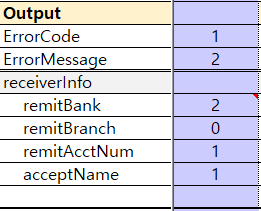 Output
ErrorCode 1
ErrorMessage 2
receiverInfo
remitBank 2
remitBranch 0
remitAcctNum 1
acceptName 1